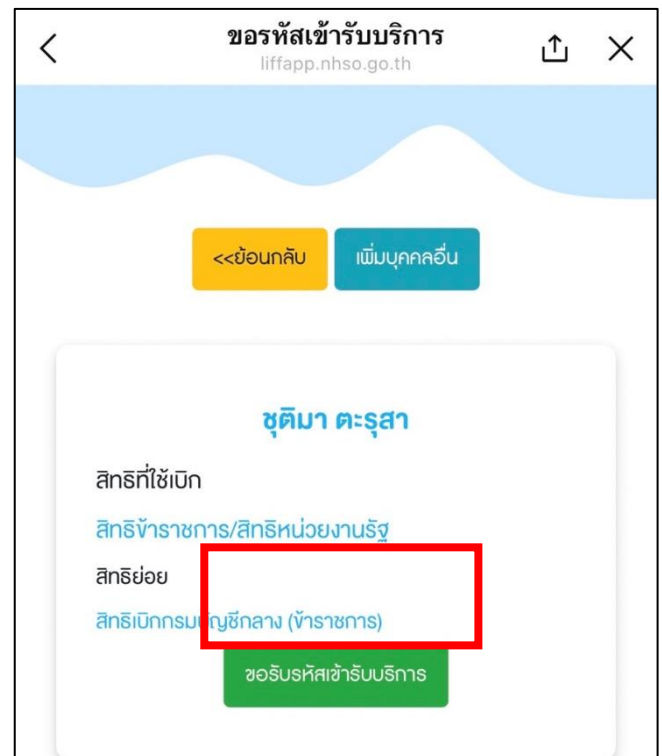 ขอรหัสเข้ารับบริการ
liffapp.nhso.go.th
<<ย้อนกลับ
เพิ่มบุคคลอื่น
ชุติมา ตะรุสา
สิทธิที่ใช้เบิก
สิทธิข้าราชการ/สิทธิหน่วยงานรัฐ
สิทธิย่อย
สิทธิเบิกกรมบัญชีกลาง (ข้าราชการ)
ขอรับรหัสเข้ารับบริการ